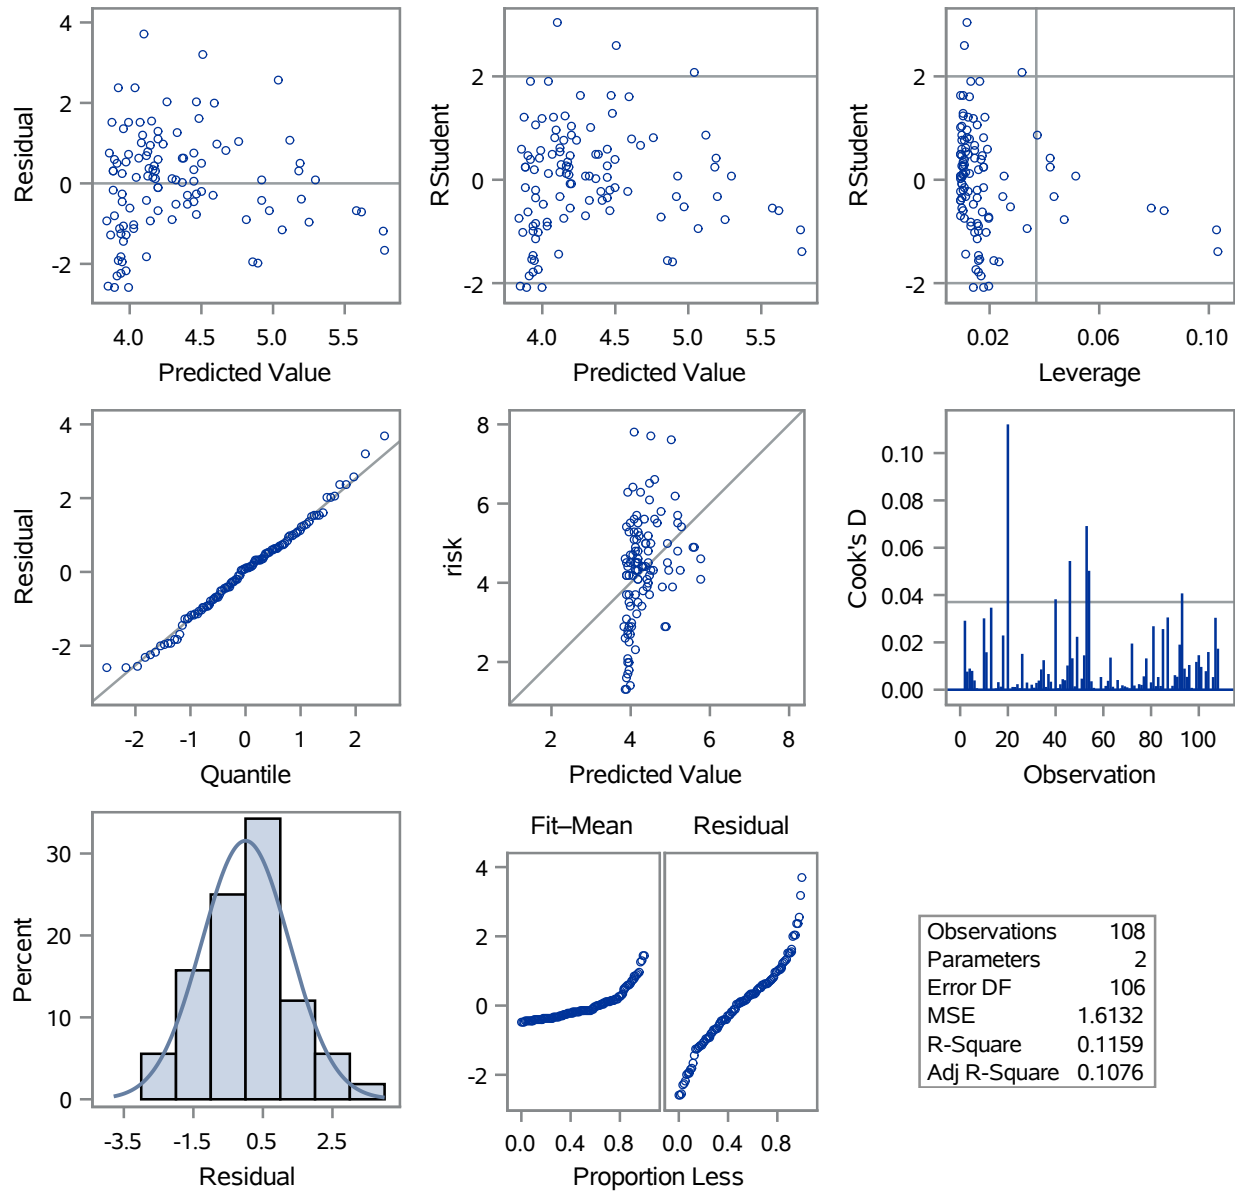 4
2
0
-2
Residual
4.0 4.5 5.0 5.5
Predicted Value
2
0
-2
RStudent
4.0 4.5 5.0 5.5
Predicted Value
2
0
-2
RStudent
0.02 0.06 0.10
Leverage
4
2
0
-2
Residual
-2 -1 0 1 2
Quantile
8
6
4
2
risk
2 4 6 8
Predicted Value
0.10
0.08
0.06
0.04
0.02
0.00
Cook's D
0 20 40 60 80 100
Observation
30
20
10
0
Percent
-3.5 -1.5 0.5 2.5
Residual
Fit–Mean Residual
4
2
0
-2
0.0 0.4 0.8 0.0 0.4 0.8
Proportion Less
Observations 108
Parameters 2
Error DF 106
MSE 1.6132
R-Square 0.1159
Adj R-Square 0.1076